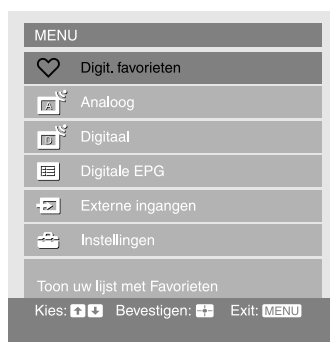 MENU
Digit. favorieten
A Analoog
D Digitaal
Digitale EPG
Externe ingangen
Instellingen
Toon uw lijst met Favorieten
Kies: Bevestigen: Exit: MENU